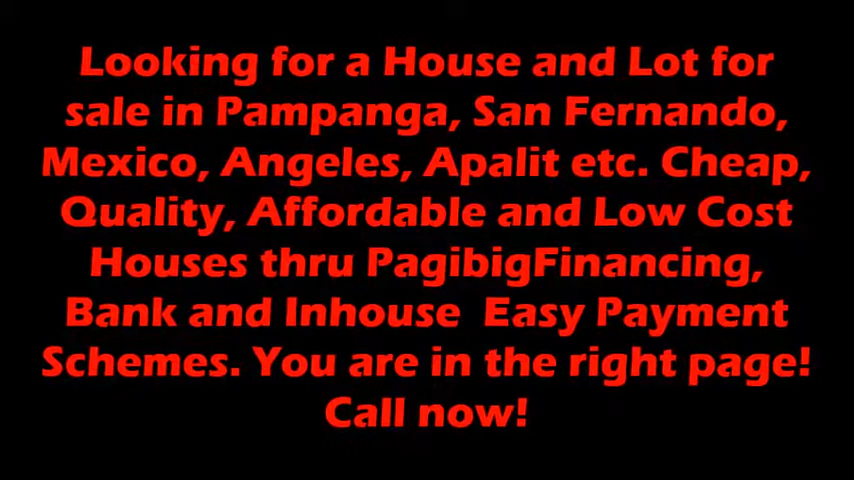 Looking for a House and Lot for
sale in Pampanga, San Fernando,
Mexico, Angeles, Apalit etc. Cheap,
Quality, Affordable and Low Cost
Houses thru PagibigFinancing,
Bank and Inhouse  Easy Payment
Schemes. You are in the right page!
Call now!